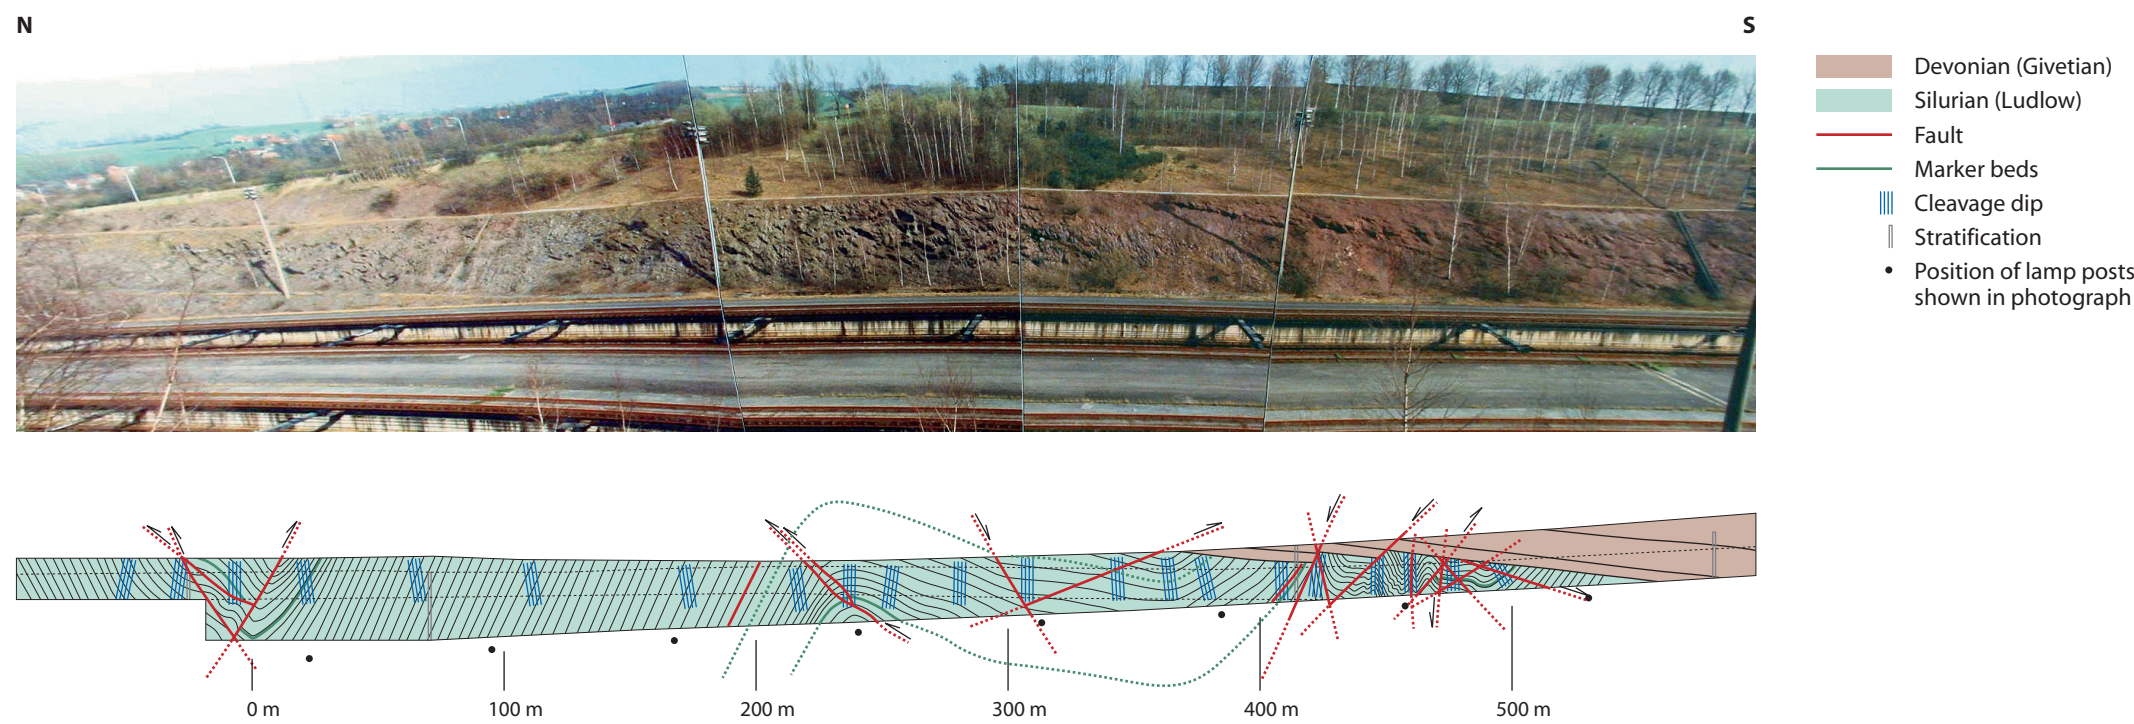 N
S
Devonian (Givetian)
Silurian (Ludlow)
Fault
Marker beds
Cleavage dip
Stratification
Position of lamp posts
shown in photograph
0 m
100 m
200 m
300 m
400 m
500 m